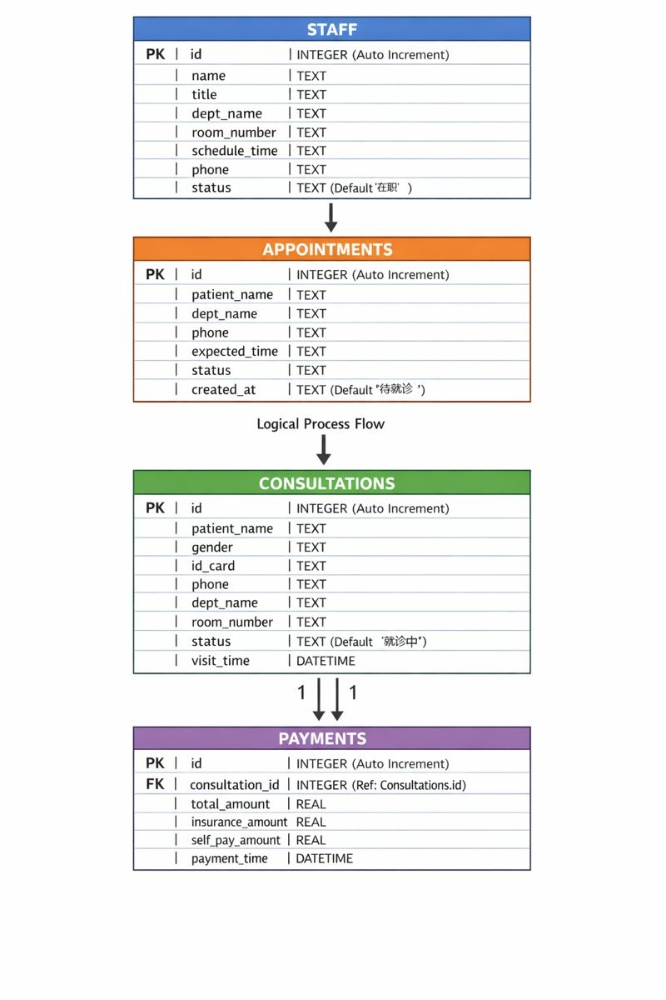 STAFF
PK | id | INTEGER (Auto Increment)
| name | TEXT
| title | TEXT
| dept_name | TEXT
| room_number | TEXT
| schedule_time | TEXT
| phone | TEXT
| status | TEXT (Default '在职' )
APPOINTMENTS
PK | id | INTEGER (Auto Increment)
| patient_name | TEXT
| dept_name | TEXT
| phone | TEXT
| expected_time | TEXT
| status | TEXT
| created_at | TEXT (Default "待就诊 ')
Logical Process Flow
CONSULTATIONS
PK | id | INTEGER (Auto Increment)
| patient_name | TEXT
| gender | TEXT
| id_card | TEXT
| phone | TEXT
| dept_name | TEXT
| room_number | TEXT
| status | TEXT (Default '就诊中")
| visit_time | DATETIME
1 1
PAYMENTS
PK | id | INTEGER (Auto Increment)
FK | consultation_id | INTEGER (Ref: Consultations.id)
| total_amount | REAL
| insurance_amount REAL
| self_pay_amount | REAL
| payment_time | DATETIME